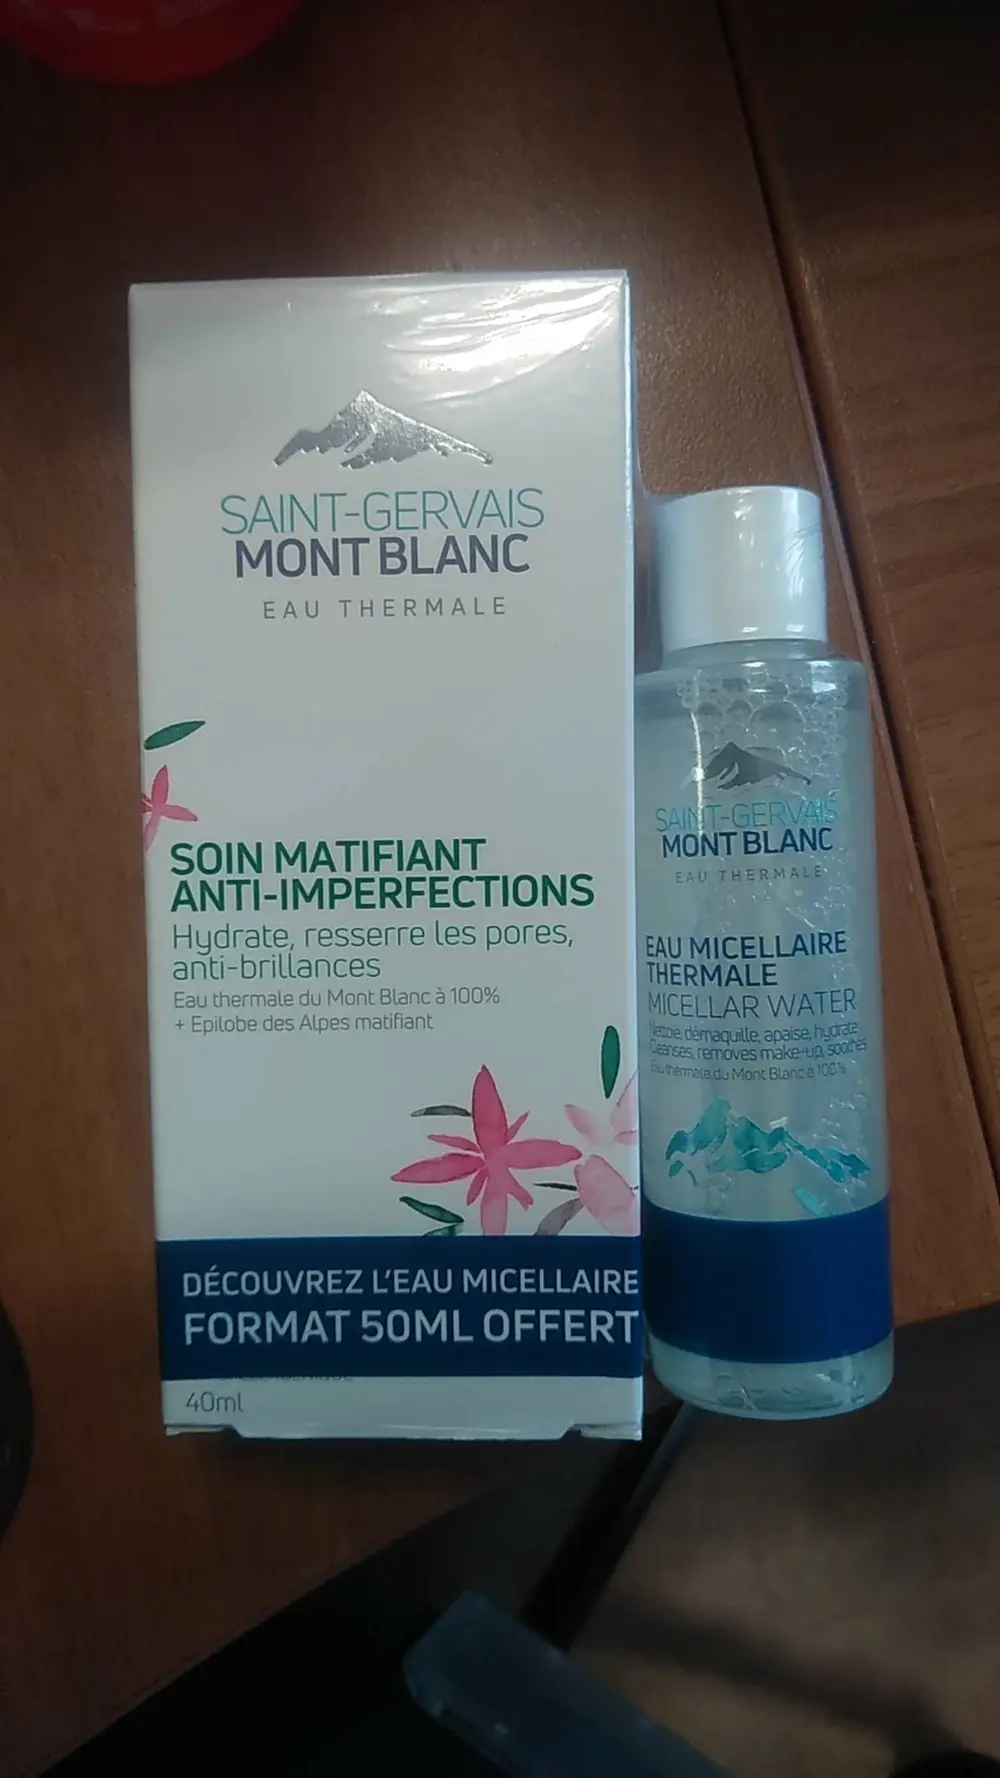 SAINT-GERVAIS
MONT BLANC
EAU THERMALE
SOIN MATIFIANT
ANTI-IMPERFECTIONS
Hydrate, resserre les pores,
anti-brillances
Eau thermale du Mont Blanc à 100%
+ Epilobe des Alpes matifiant
DÉCOUVREZ L'EAU MICELLAIRE
FORMAT 50ML OFFERT
40ml
SAINT-GERVAIS
MONT BLANC
EAU THERMALE
EAU MICELLAIRE
THERMALE
MICELLAR WATER
Nettoie, démaquille, apaise, hydrate
Cleanses, removes make-up, soothes
Eau thermale du Mont Blanc à 100%